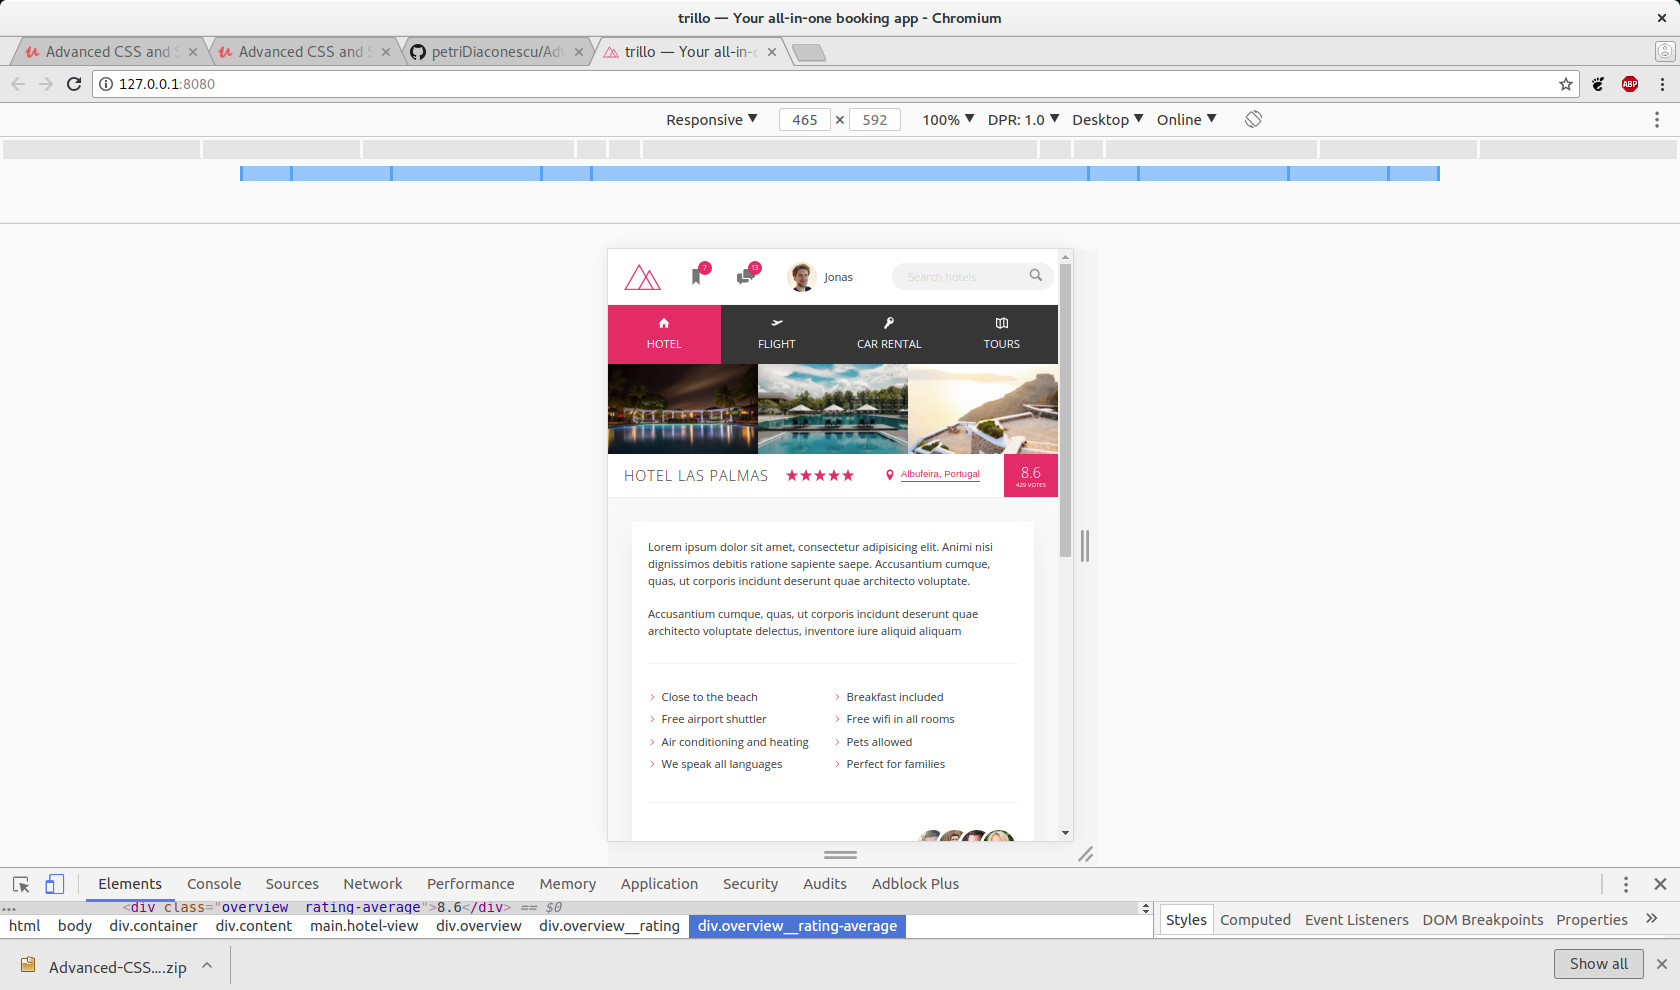 trillo — Your all-in-one booking app - Chromium
Advanced CSS and S
Advanced CSS and S
petriDiaconescu/Adv
trillo — Your all-in-o
127.0.0.1:8080
ABP
Responsive 465 × 592 100% DPR: 1.0 Desktop Online
7
13
Jonas
Search hotels
HOTEL FLIGHT CAR RENTAL TOURS
HOTEL LAS PALMAS
Albufeira, Portugal
8.6
429 VOTES
Lorem ipsum dolor sit amet, consectetur adipisicing elit. Animi nisi
dignissimos debitis ratione sapiente saepe. Accusantium cumque,
quas, ut corporis incidunt deserunt quae architecto voluptate.
Accusantium cumque, quas, ut corporis incidunt deserunt quae
architecto voluptate delectus, inventore iure aliquid aliquam
Close to the beach Breakfast included
Free airport shuttler Free wifi in all rooms
Air conditioning and heating Pets allowed
We speak all languages Perfect for families
Elements Console Sources Network Performance Memory Application Security Audits Adblock Plus
... <div class="overview__rating-average">8.6</div> == $0
html body div.container div.content main.hotel-view div.overview div.overview__rating div.overview__rating-average
Styles Computed Event Listeners DOM Breakpoints Properties »
Advanced-CSS....zip
Show all